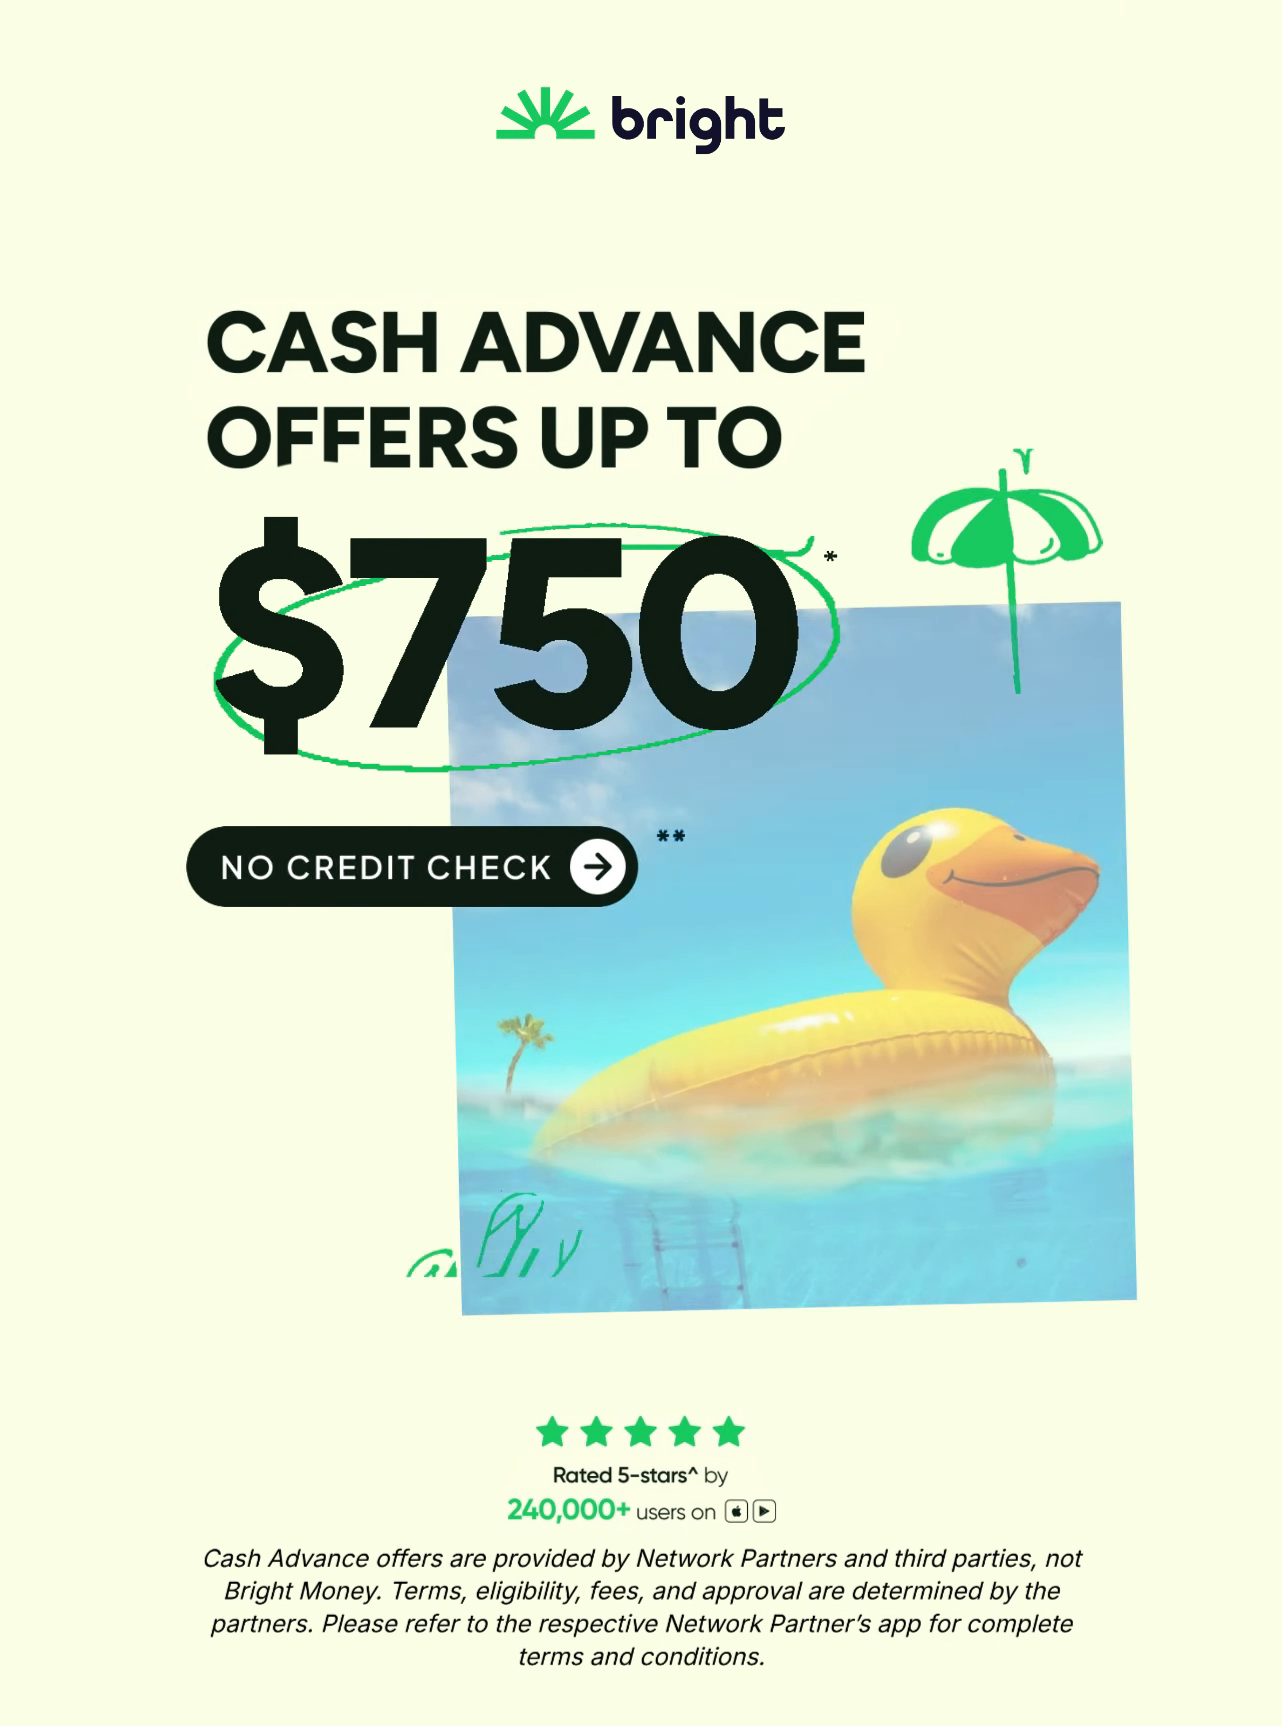 bright
CASH ADVANCE
OFFERS UP TO
$750*
NO CREDIT CHECK **
Rated 5-stars^ by
240,000+ users on
Cash Advance offers are provided by Network Partners and third parties, not
Bright Money. Terms, eligibility, fees, and approval are determined by the
partners. Please refer to the respective Network Partner’s app for complete
terms and conditions.